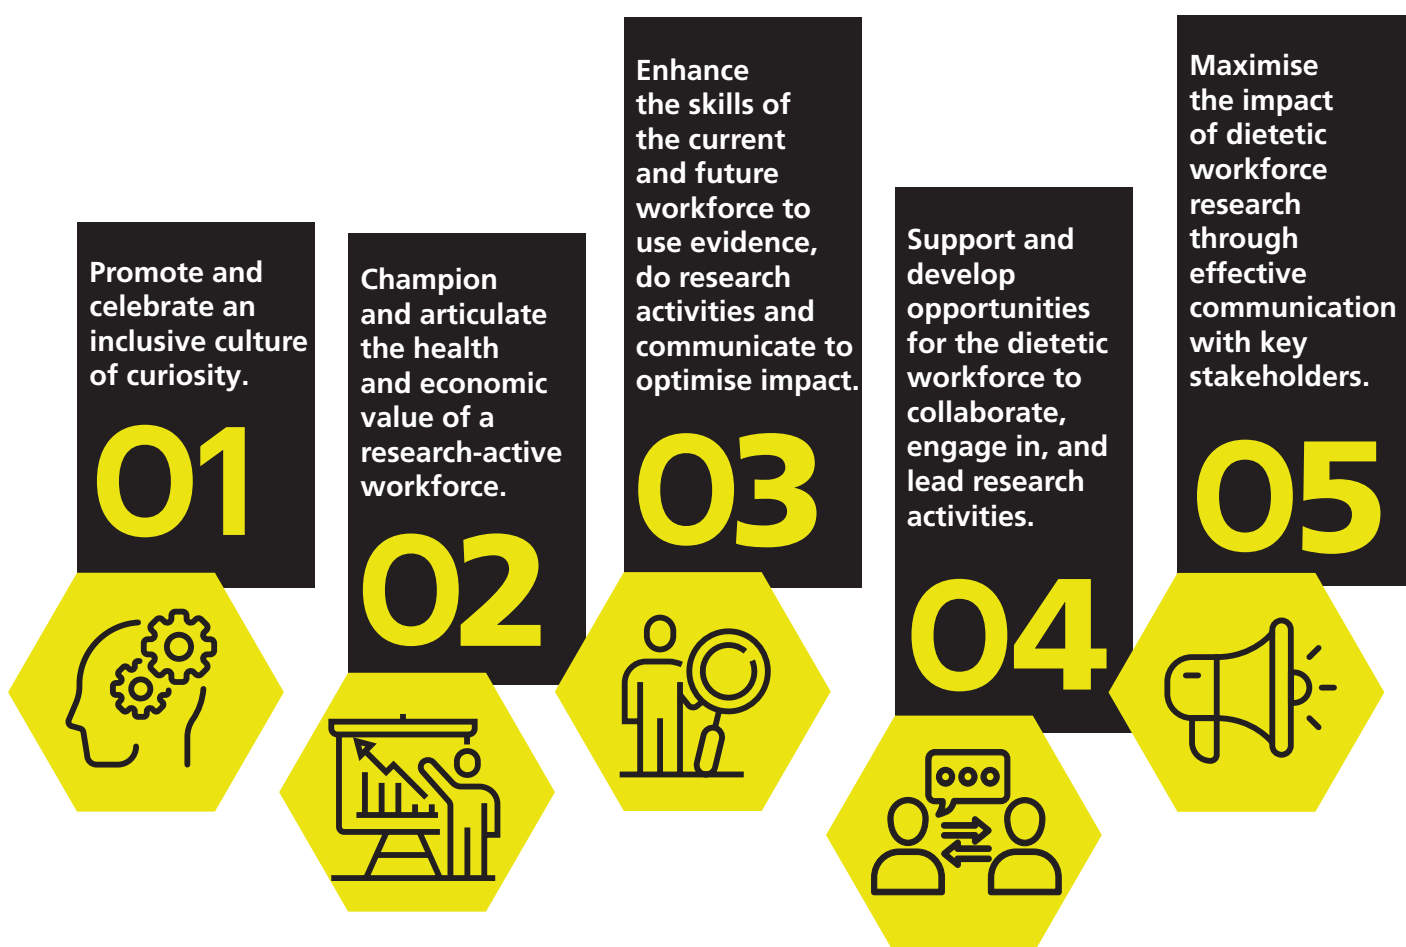 Promote and
celebrate an
inclusive culture
of curiosity.
01
Champion
and articulate
the health
and economic
value of a
research-active
workforce.
02
Enhance
the skills of
the current
and future
workforce to
use evidence,
do research
activities and
communicate to
optimise impact.
03
Support and
develop
opportunities
for the dietetic
workforce to
collaborate,
engage in, and
lead research
activities.
04
Maximise
the impact
of dietetic
workforce
research
through
effective
communication
with key
stakeholders.
05